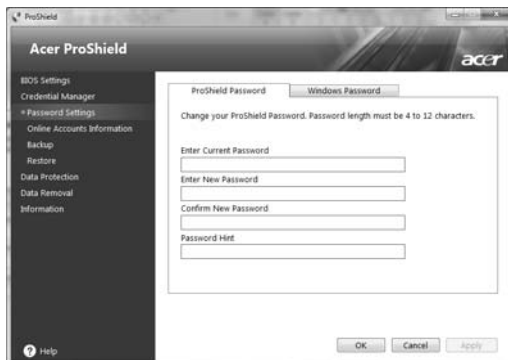 ProShield
Acer ProShield
acer
BIOS Settings
Credential Manager
Password Settings
Online Accounts Information
Backup
Restore
Data Protection
Data Removal
Information
Help
ProShield Password
Windows Password
Change your ProShield Password. Password length must be 4 to 12 characters.
Enter Current Password
Enter New Password
Confirm New Password
Password Hint
OK
Cancel
Apply